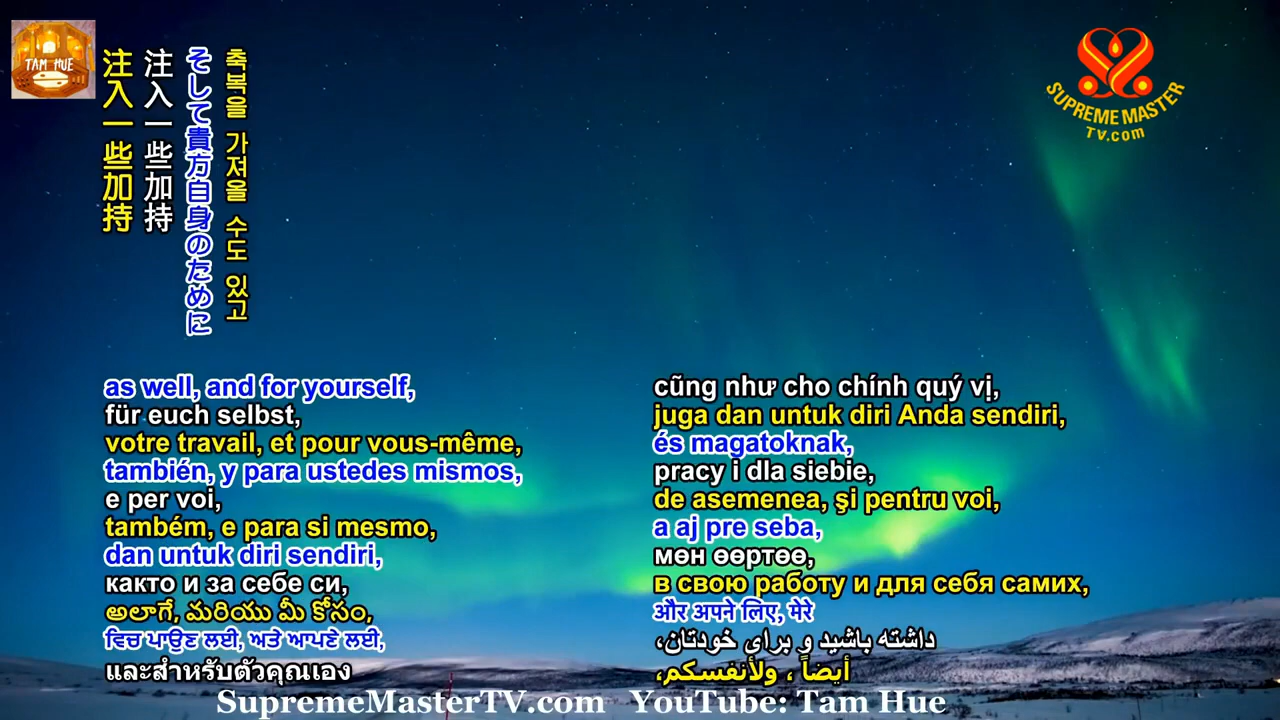 TAM HUE
注入一些加持
注入一些加持
そして貴方自身のために
축복을 가져올 수도 있고
SUPREME MASTER
TV.com
as well, and for yourself,
für euch selbst,
votre travail, et pour vous-même,
también, y para ustedes mismos,
e per voi,
também, e para si mesmo,
dan untuk diri sendiri,
както и за себе си,
అలాగే, మరియు మీ కోసం,
ਵਿਚ ਪਾਉਣ ਲਈ, ਅਤੇ ਆਪਣੇ ਲਈ,
และสำหรับตัวคุณเอง
cũng như cho chính quý vị,
juga dan untuk diri Anda sendiri,
és magatoknak,
pracy i dla siebie,
de asemenea, şi pentru voi,
a aj pre seba,
мөн өөртөө,
в свою работу и для себя самих,
और अपने लिए, मेरे
داشته باشید و برای خودتان،
أيضاً ، ولأنفسكم،
SupremeMasterTV.com YouTube: Tam Hue